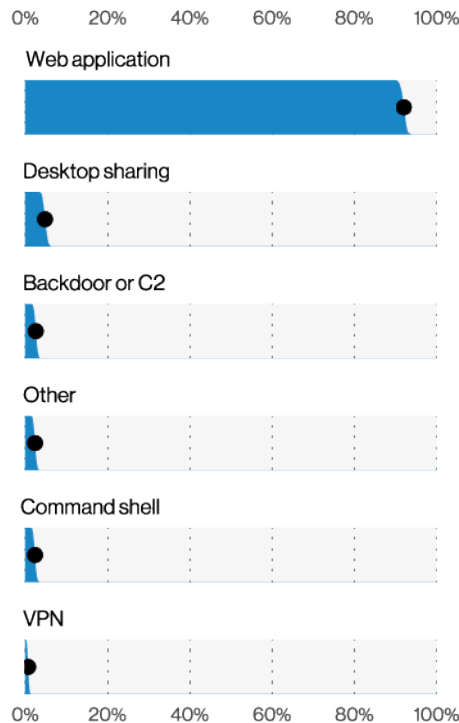 0% 20% 40% 60% 80% 100%
Web application
Desktop sharing
Backdoor or C2
Other
Command shell
VPN
0% 20% 40% 60% 80% 100%